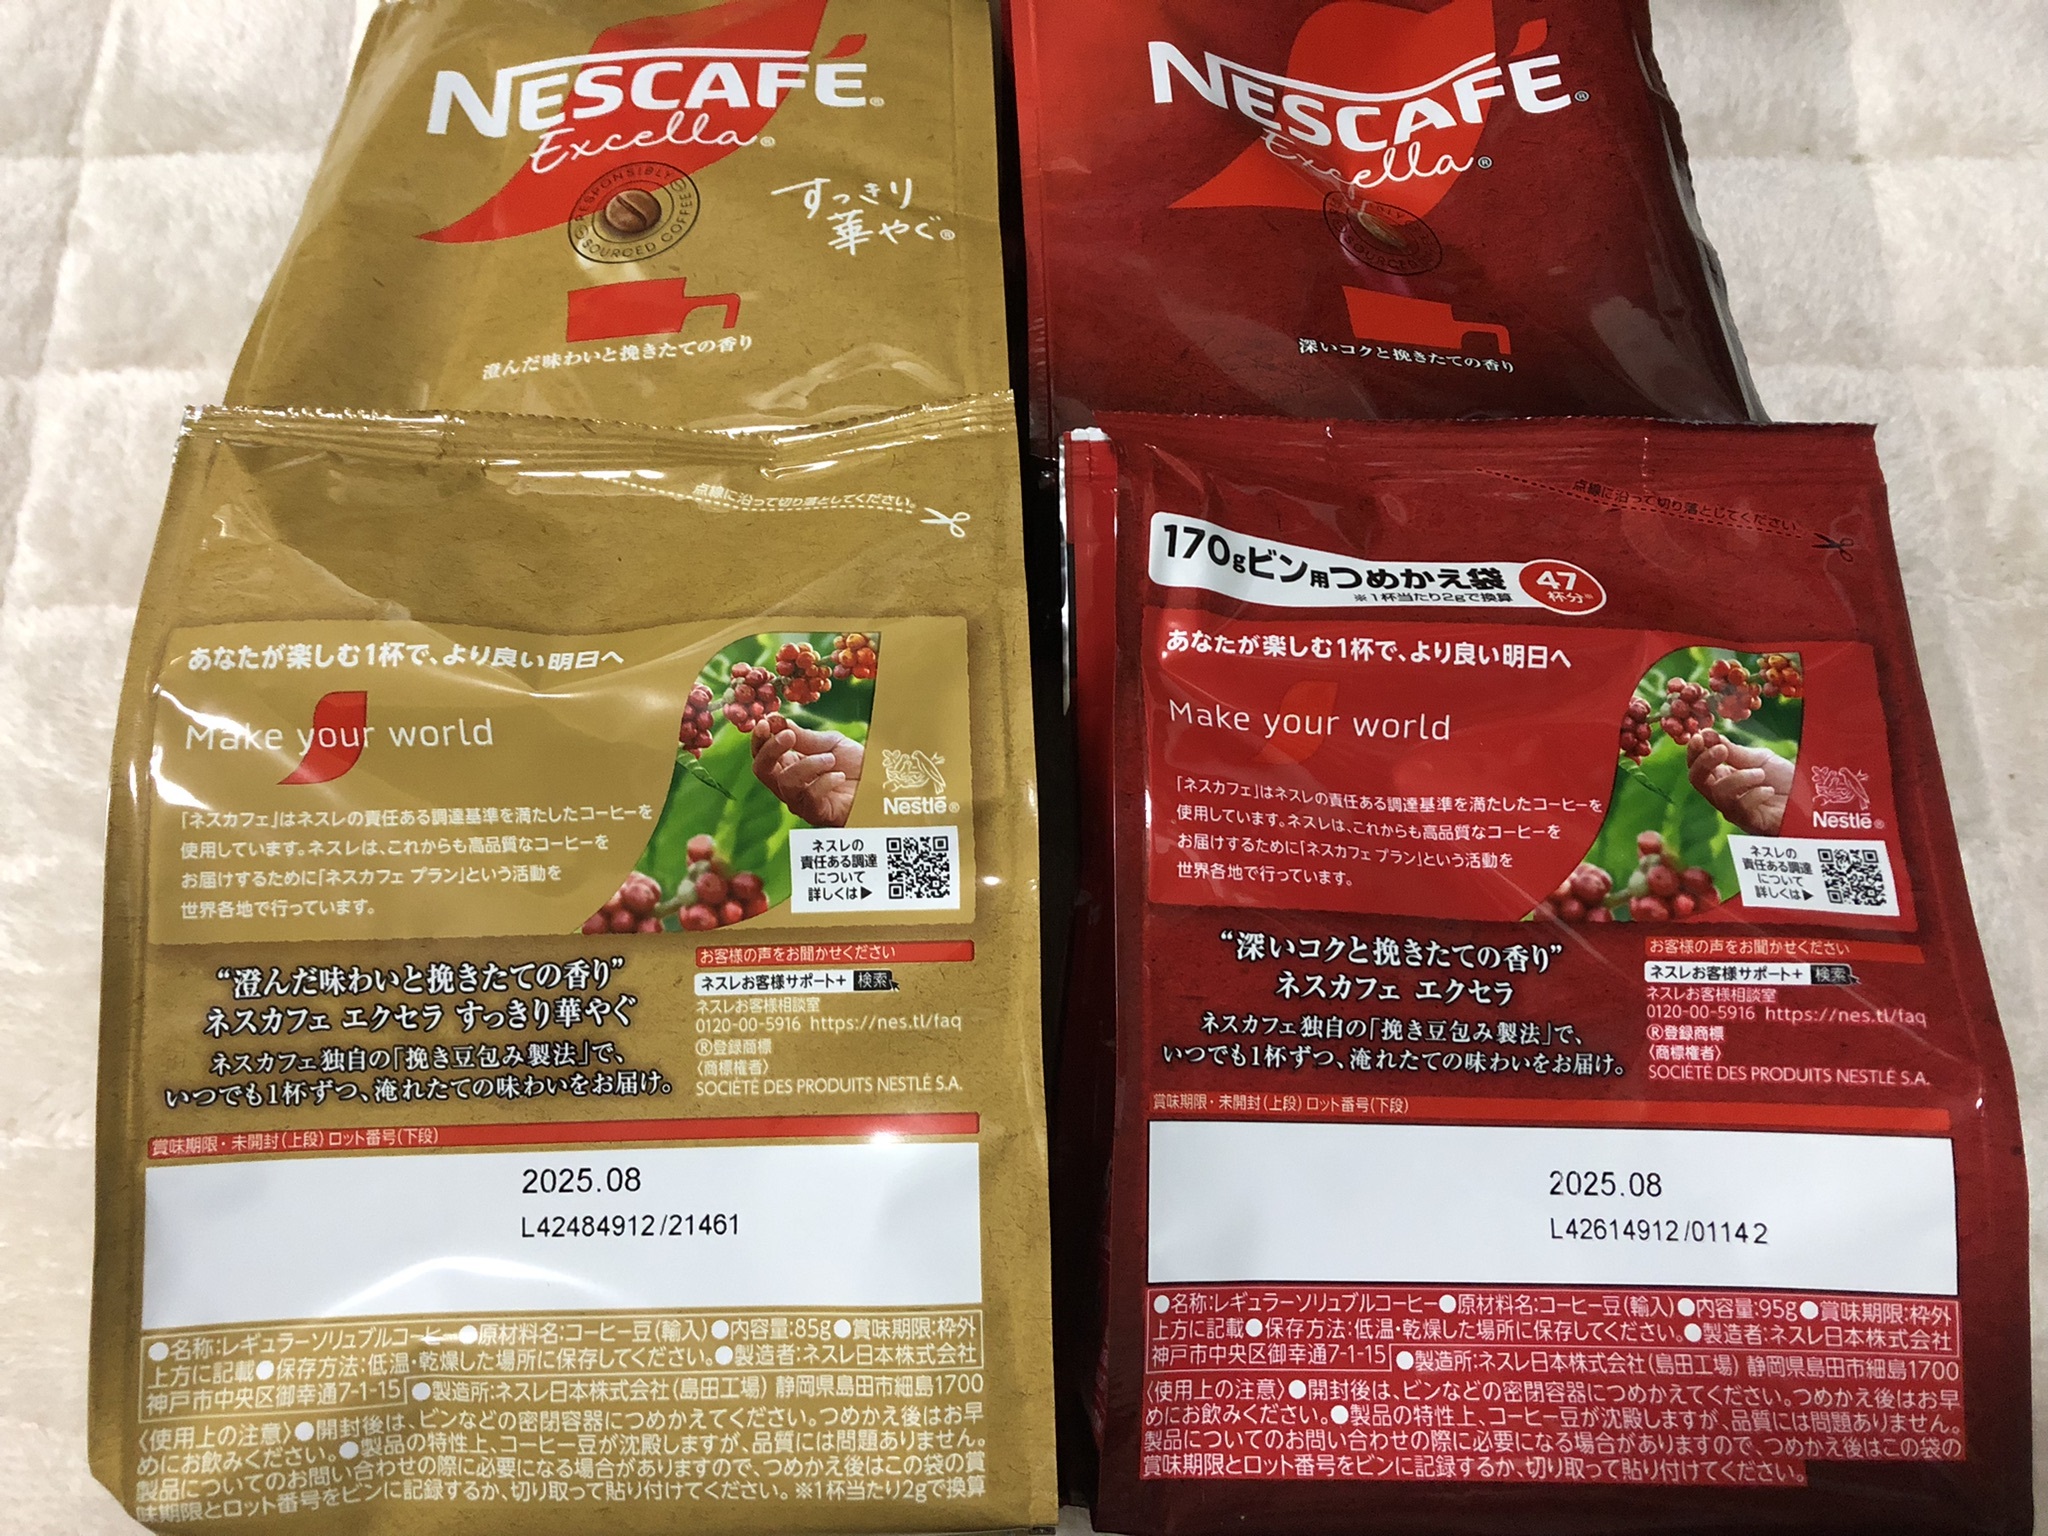 NESCAFÉ®
Excella®
RESPONSIBLY
SOURCED COFFEE
すっきり
華やぐ®
澄んだ味わいと挽きたての香り
NESCAFÉ®
Excella®
深いコクと挽きたての香り
点線に沿って切り落としてください。
あなたが楽しむ1杯で、より良い明日へ
Make your world
「ネスカフェ」はネスレの責任ある調達基準を満たしたコーヒーを
使用しています。ネスレは、これからも高品質なコーヒーを
お届けするために「ネスカフェ プラン」という活動を
世界各地で行っています。
Nestlē®
ネスレの
責任ある調達
について
詳しくは▶
“澄んだ味わいと挽きたての香り”
ネスカフェ エクセラ すっきり華やぐ
ネスカフェ独自の「挽き豆包み製法」で、
いつでも1杯ずつ、淹れたての味わいをお届け。
お客様の声をお聞かせください
ネスレお客様サポート+ 検索
ネスレお客様相談室
0120-00-5916 https://nes.tl/faq
®登録商標
〈商標権者〉
SOCIÉTÉ DES PRODUITS NESTLÉ S.A.
賞味期限・未開封(上段)ロット番号(下段)
2025.08
L42484912/21461
●名称:レギュラーソリュブルコーヒー●原材料名:コーヒー豆(輸入)●内容量:85g●賞味期限:枠外
上方に記載●保存方法:低温・乾燥した場所に保存してください。●製造者:ネスレ日本株式会社
神戸市中央区御幸通7-1-15 ●製造所:ネスレ日本株式会社(島田工場) 静岡県島田市細島1700
〈使用上の注意〉●開封後は、ビンなどの密閉容器につめかえてください。つめかえ後はお早
めにお飲みください。●製品の特性上、コーヒー豆が沈殿しますが、品質には問題ありません。
製品についてのお問い合わせの際に必要になる場合がありますので、つめかえ後はこの袋の賞
味期限とロット番号をビンに記録するか、切り取って貼り付けてください。※1杯当たり2gで換算
点線に沿って切り落としてください。
170gビン用つめかえ袋 47杯分※
※1杯当たり2gで換算
あなたが楽しむ1杯で、より良い明日へ
Make your world
「ネスカフェ」はネスレの責任ある調達基準を満たしたコーヒーを
使用しています。ネスレは、これからも高品質なコーヒーを
お届けするために「ネスカフェ プラン」という活動を
世界各地で行っています。
Nestlē®
ネスレの
責任ある調達
について
詳しくは▶
“深いコクと挽きたての香り”
ネスカフェ エクセラ
ネスカフェ独自の「挽き豆包み製法」で、
いつでも1杯ずつ、淹れたての味わいをお届け。
お客様の声をお聞かせください
ネスレお客様サポート+ 検索
ネスレお客様相談室
0120-00-5916 https://nes.tl/faq
®登録商標
〈商標権者〉
SOCIÉTÉ DES PRODUITS NESTLÉ S.A.
賞味期限・未開封(上段)ロット番号(下段)
2025.08
L42614912/01142
●名称:レギュラーソリュブルコーヒー●原材料名:コーヒー豆(輸入)●内容量:95g●賞味期限:枠外
上方に記載●保存方法:低温・乾燥した場所に保存してください。●製造者:ネスレ日本株式会社
神戸市中央区御幸通7-1-15 ●製造所:ネスレ日本株式会社(島田工場) 静岡県島田市細島1700
〈使用上の注意〉●開封後は、ビンなどの密閉容器につめかえてください。つめかえ後はお早
めにお飲みください。●製品の特性上、コーヒー豆が沈殿しますが、品質には問題ありません。
製品についてのお問い合わせの際に必要になる場合がありますので、つめかえ後はこの袋の
賞味期限とロット番号をビンに記録するか、切り取って貼り付けてください。